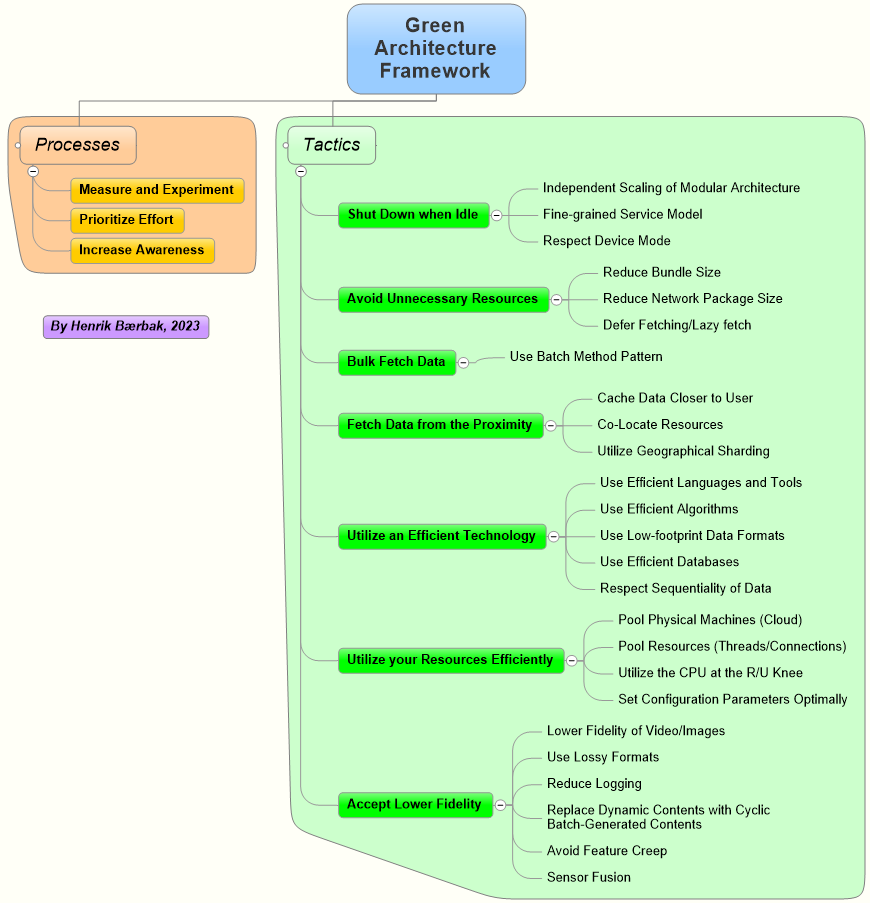 Green
Architecture
Framework
Processes
Measure and Experiment
Prioritize Effort
Increase Awareness
By Henrik Bærbak, 2023
Tactics
Shut Down when Idle
Independent Scaling of Modular Architecture
Fine-grained Service Model
Respect Device Mode
Avoid Unnecessary Resources
Reduce Bundle Size
Reduce Network Package Size
Defer Fetching/Lazy fetch
Bulk Fetch Data
Use Batch Method Pattern
Fetch Data from the Proximity
Cache Data Closer to User
Co-Locate Resources
Utilize Geographical Sharding
Utilize an Efficient Technology
Use Efficient Languages and Tools
Use Efficient Algorithms
Use Low-footprint Data Formats
Use Efficient Databases
Respect Sequentiality of Data
Utilize your Resources Efficiently
Pool Physical Machines (Cloud)
Pool Resources (Threads/Connections)
Utilize the CPU at the R/U Knee
Set Configuration Parameters Optimally
Accept Lower Fidelity
Lower Fidelity of Video/Images
Use Lossy Formats
Reduce Logging
Replace Dynamic Contents with Cyclic
Batch-Generated Contents
Avoid Feature Creep
Sensor Fusion